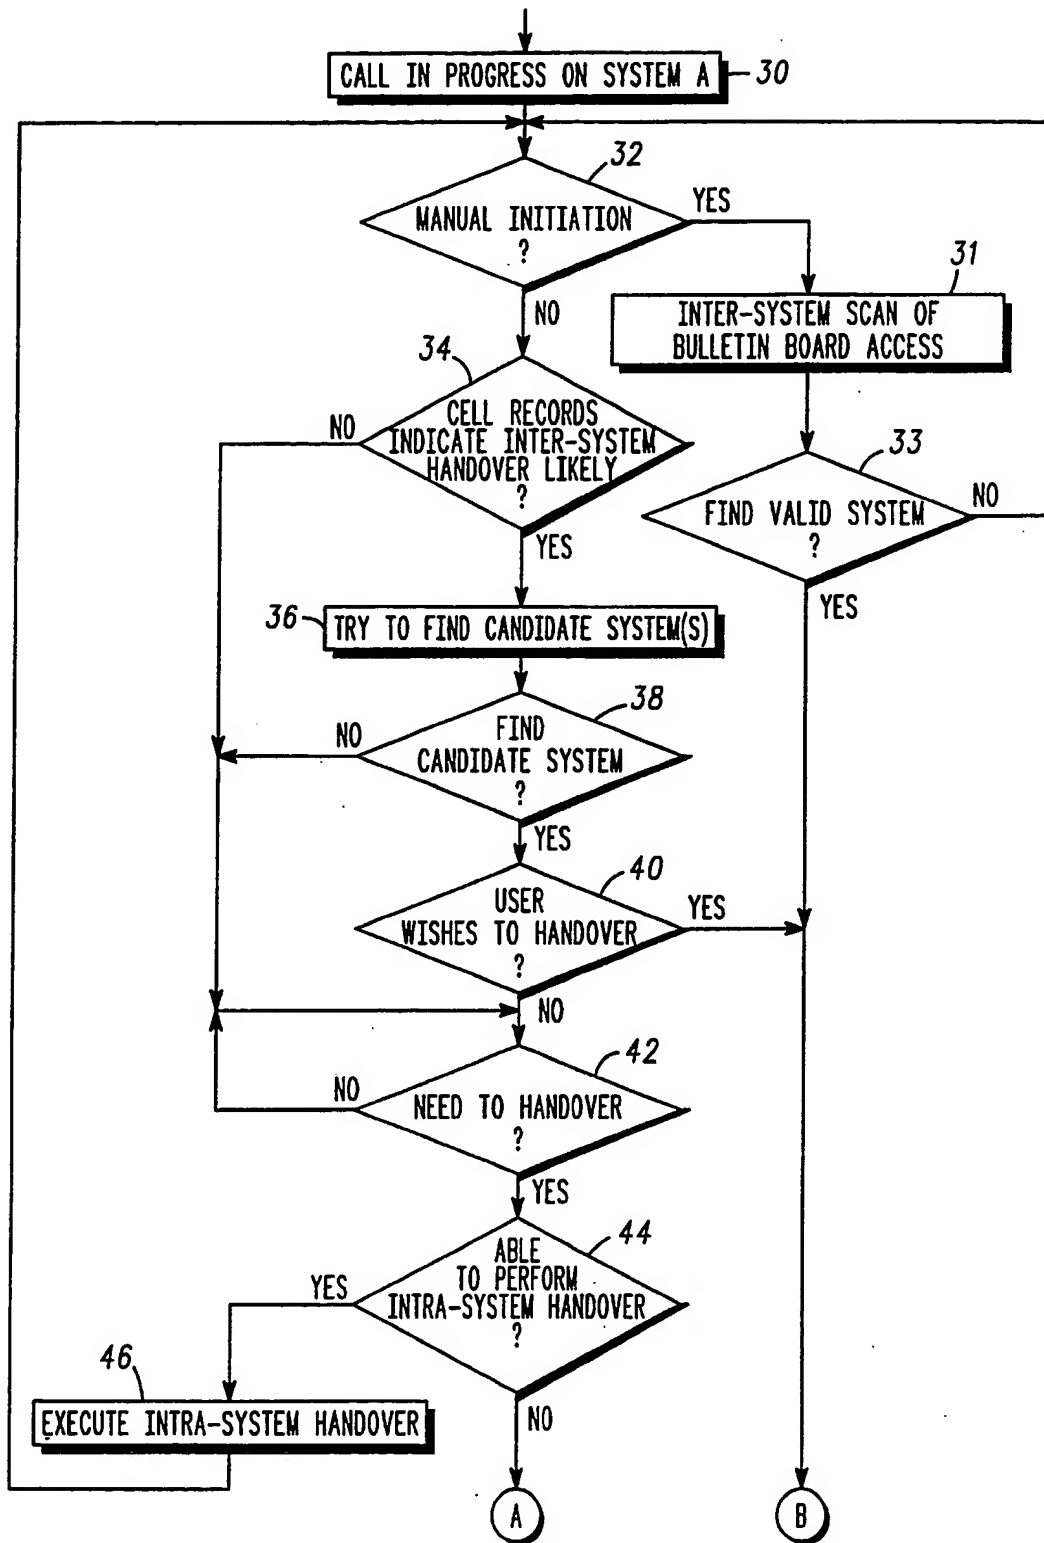 CALL IN PROGRESS ON SYSTEM A
30
32
MANUAL INITIATION
?
YES
NO
31
INTER-SYSTEM SCAN OF
BULLETIN BOARD ACCESS
34
CELL RECORDS
INDICATE INTER-SYSTEM
HANDOVER LIKELY
?
NO
YES
33
FIND VALID SYSTEM
?
NO
YES
36
TRY TO FIND CANDIDATE SYSTEM(S)
38
FIND
CANDIDATE SYSTEM
?
NO
YES
40
USER
WISHES TO HANDOVER
?
YES
NO
42
NEED TO HANDOVER
?
NO
YES
44
ABLE
TO PERFORM
INTRA-SYSTEM HANDOVER
?
YES
NO
46
EXECUTE INTRA-SYSTEM HANDOVER
A
B